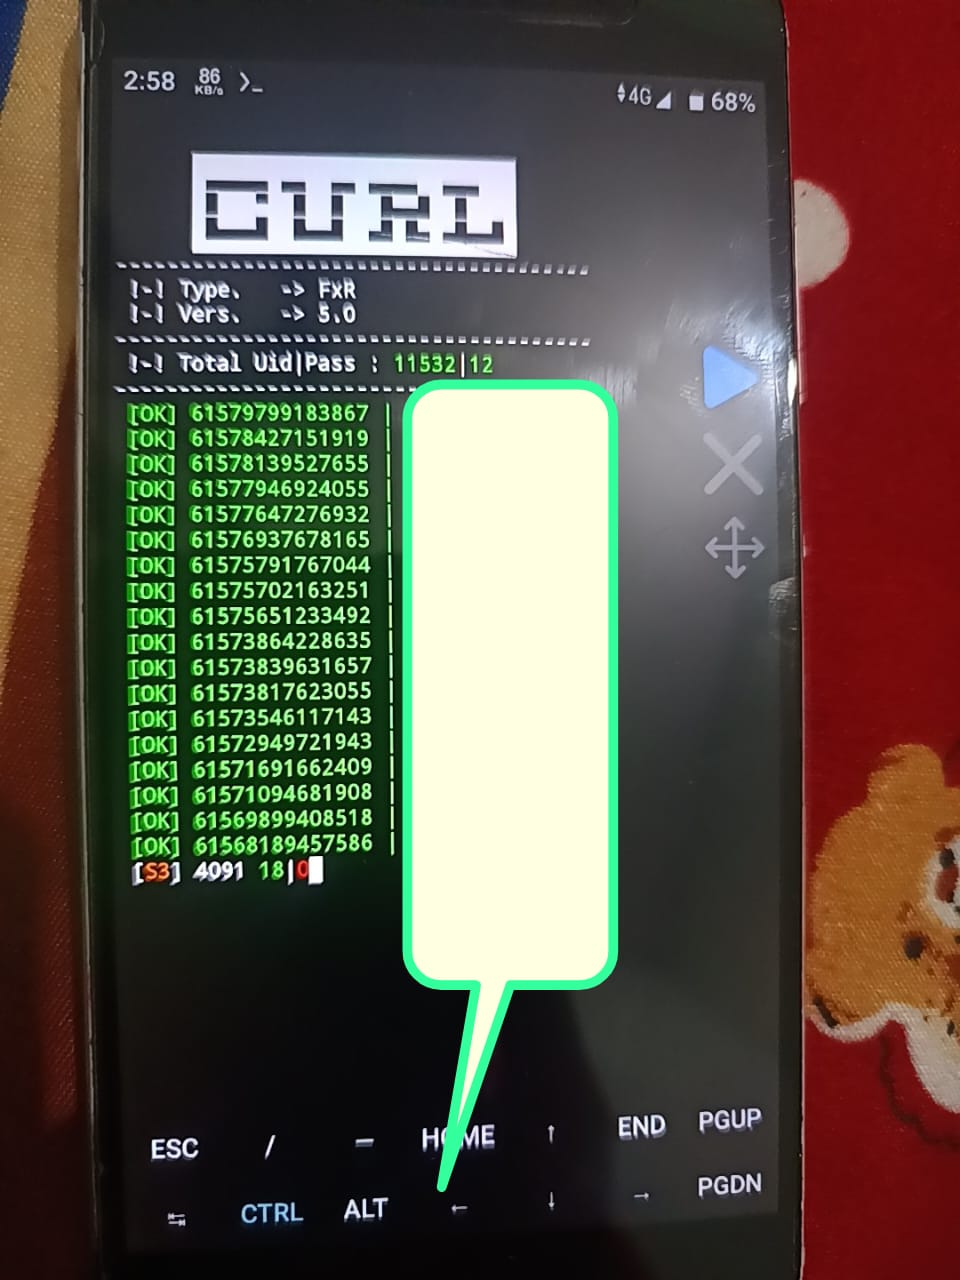 2:58 86 KB/s >_ 4G 68%
CURL
[-] Type. -> FxR
[-] Vers. -> 5.0
[-] Total Uid|Pass : 11532|12
[OK] 61579799183867 |
[OK] 61578427151919 |
[OK] 61578139527655 |
[OK] 61577946924055 |
[OK] 61577647276932 |
[OK] 61576937678165 |
[OK] 61575791767044 |
[OK] 61575702163251 |
[OK] 61575651233492 |
[OK] 61573864228635 |
[OK] 61573839631657 |
[OK] 61573817623055 |
[OK] 61573546117143 |
[OK] 61572949721943 |
[OK] 61571691662409 |
[OK] 61571094681908 |
[OK] 61569899408518 |
[OK] 61568189457586 |
[S3] 4091 18|0
ESC / – HOME ↑ END PGUP
↹ CTRL ALT ← ↓ → PGDN